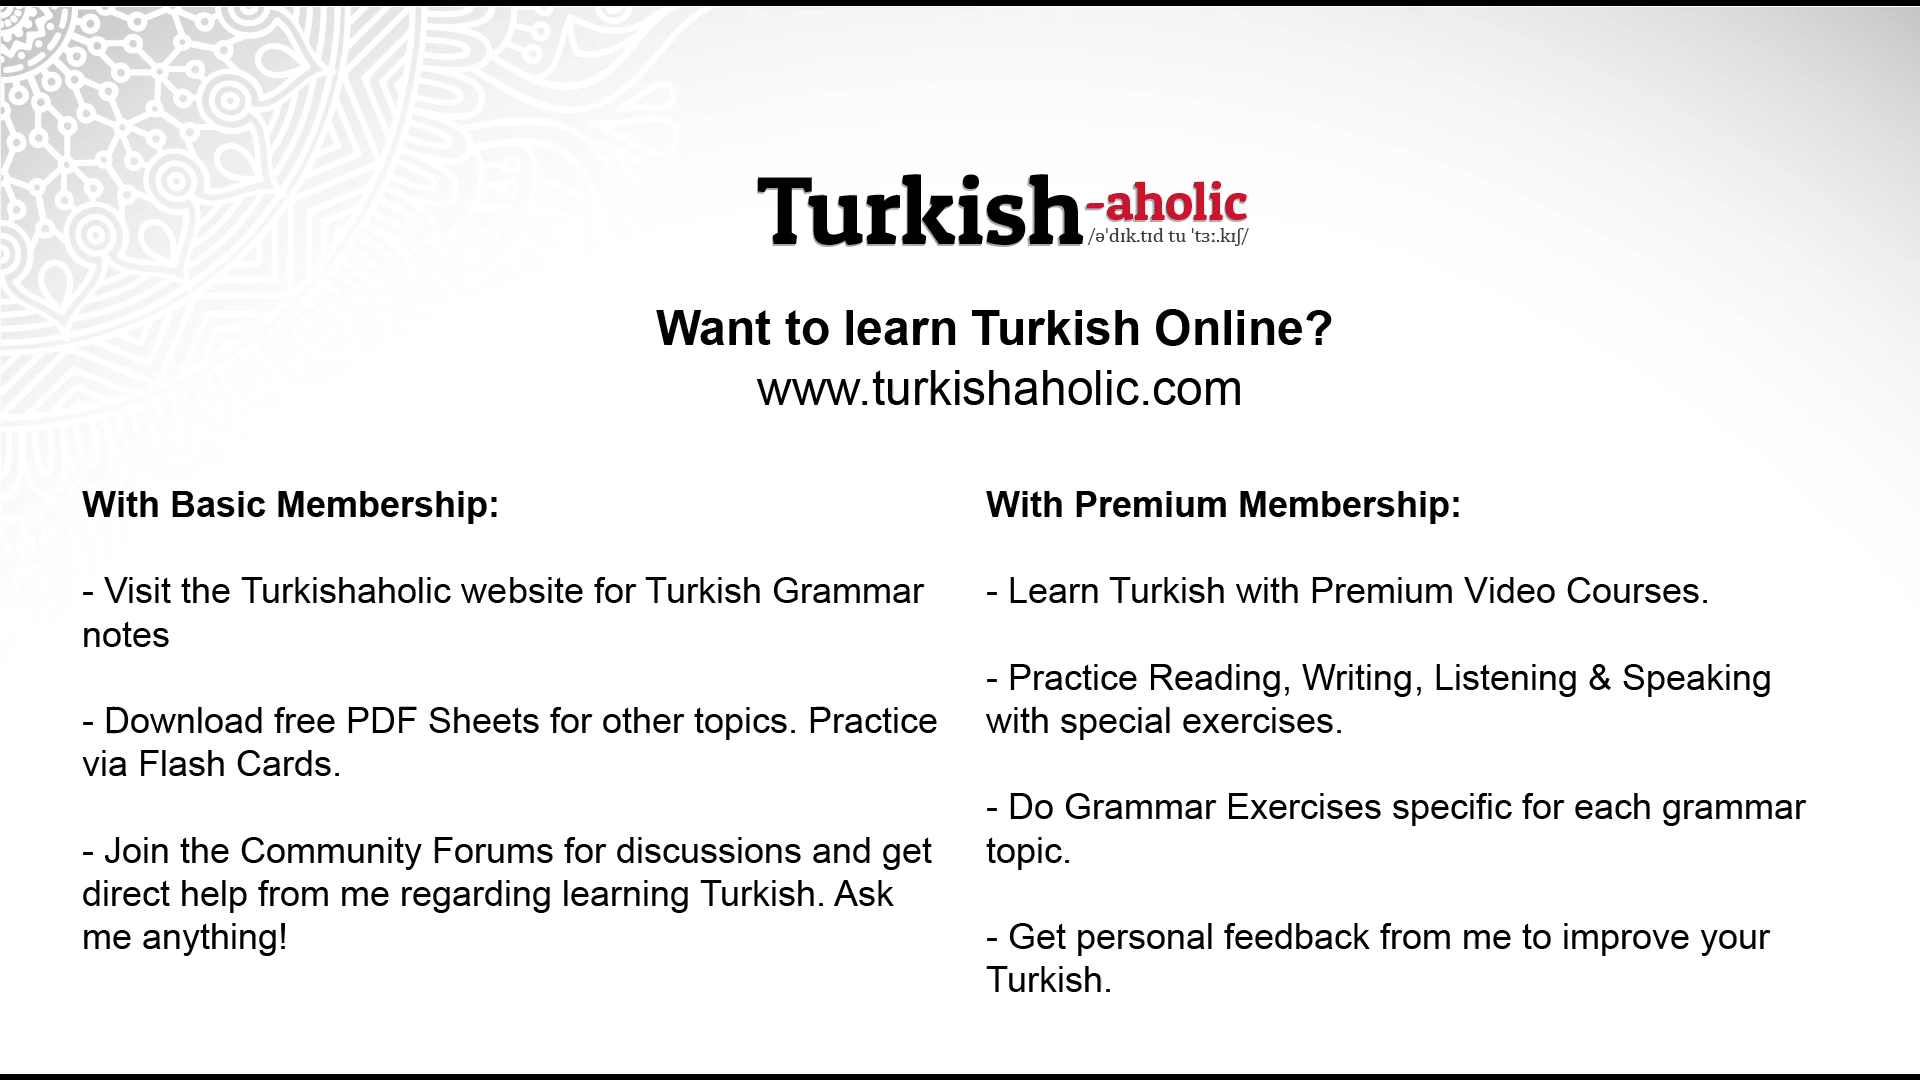 Turkish-aholic
/ə'dɪk.tɪd tu 'tɜː.kɪʃ/
Want to learn Turkish Online?
www.turkishaholic.com
With Basic Membership:
- Visit the Turkishaholic website for Turkish Grammar
notes
- Download free PDF Sheets for other topics. Practice
via Flash Cards.
- Join the Community Forums for discussions and get
direct help from me regarding learning Turkish. Ask
me anything!
With Premium Membership:
- Learn Turkish with Premium Video Courses.
- Practice Reading, Writing, Listening & Speaking
with special exercises.
- Do Grammar Exercises specific for each grammar
topic.
- Get personal feedback from me to improve your
Turkish.